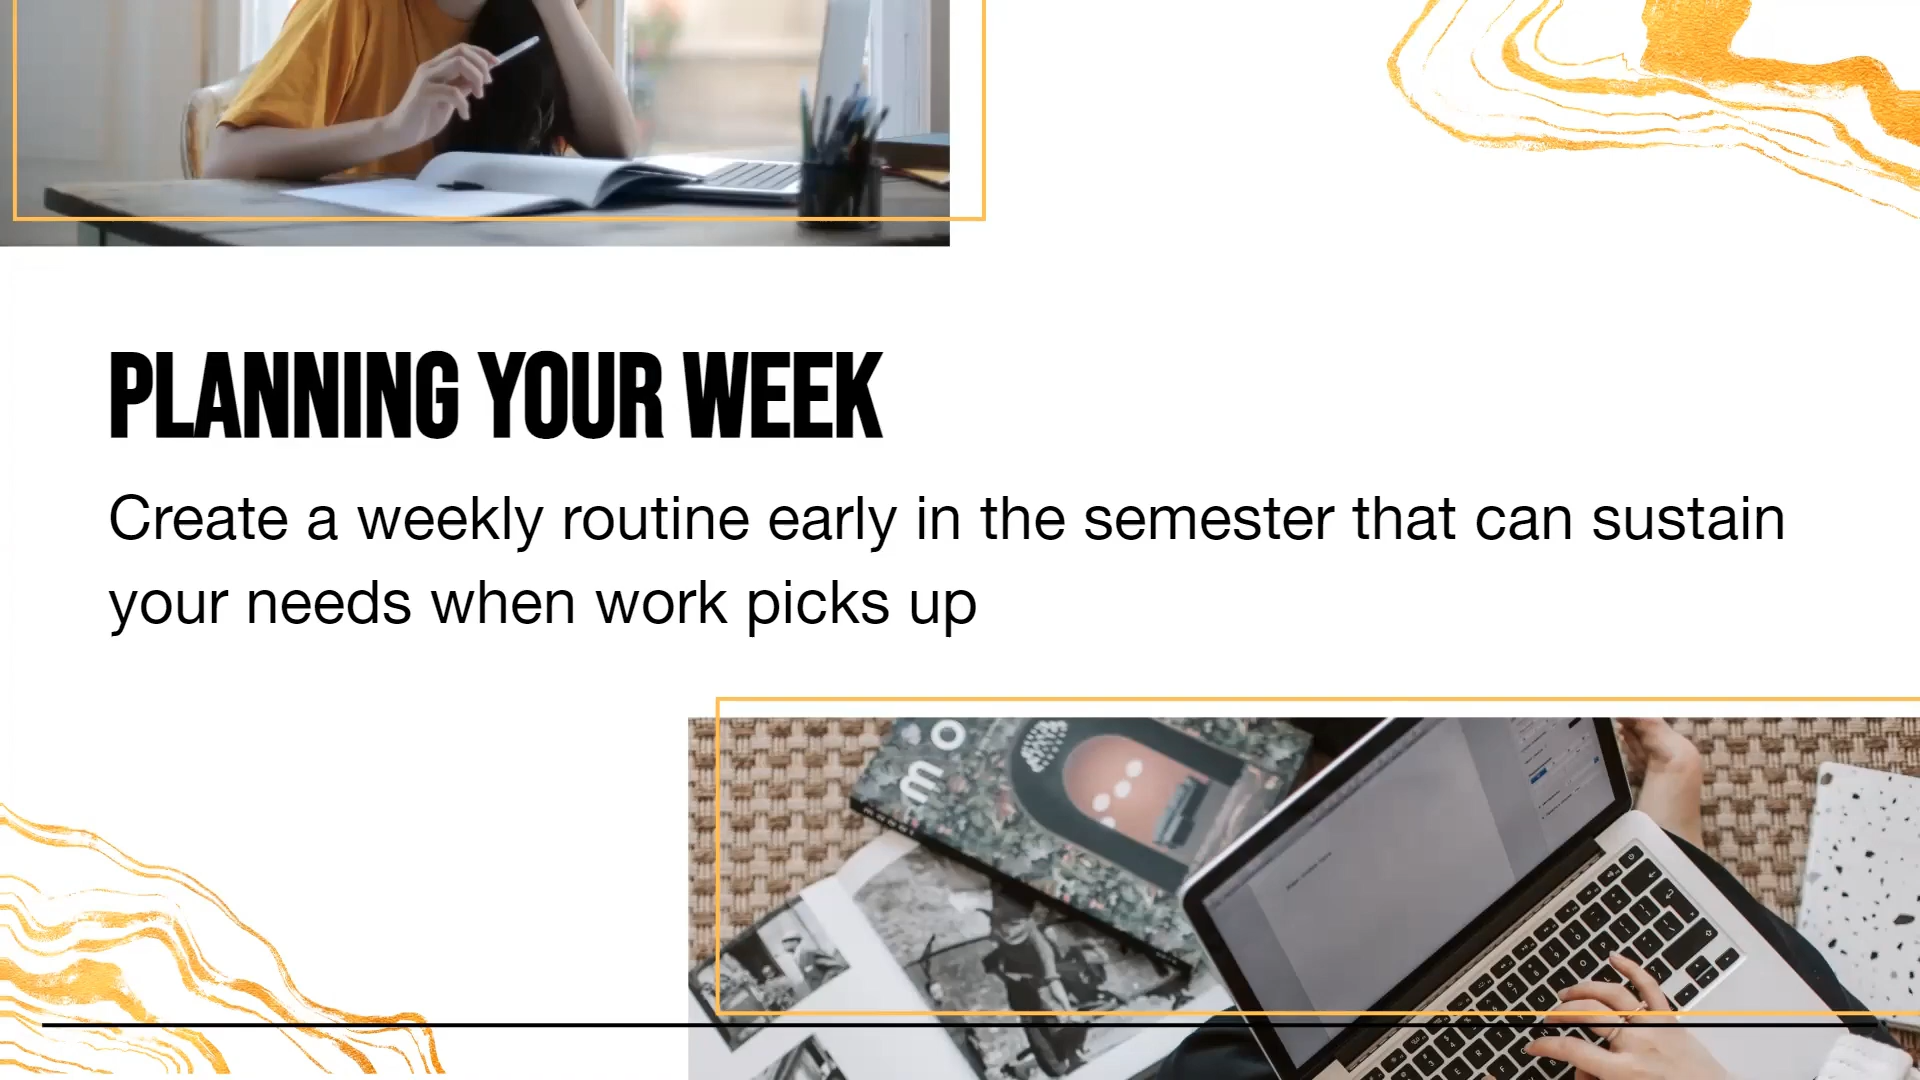 PLANNING YOUR WEEK
Create a weekly routine early in the semester that can sustain
your needs when work picks up
mo